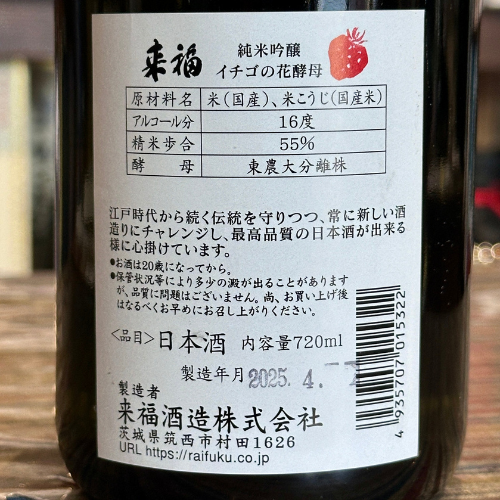 来福 純米吟醸
イチゴの花酵母
原材料名 米(国産)、米こうじ(国産米)
アルコール分 16度
精米歩合 55%
酵母 東農大分離株
江戸時代から続く伝統を守りつつ、常に新しい酒
造りにチャレンジし、最高品質の日本酒が出来る
様に心掛けています。
●お酒は20歳になってから。
●保管状況等により多少の澱が出ることがあります
が、品質に問題はございません。尚、お買い上げ後
はなるべくお早めにお召し上がりください。
〈品目〉日本酒 内容量720ml
製造年月 2025. 4.
製造者
来福酒造株式会社
茨城県筑西市村田1626
URL https://raifuku.co.jp
4 935707 015322